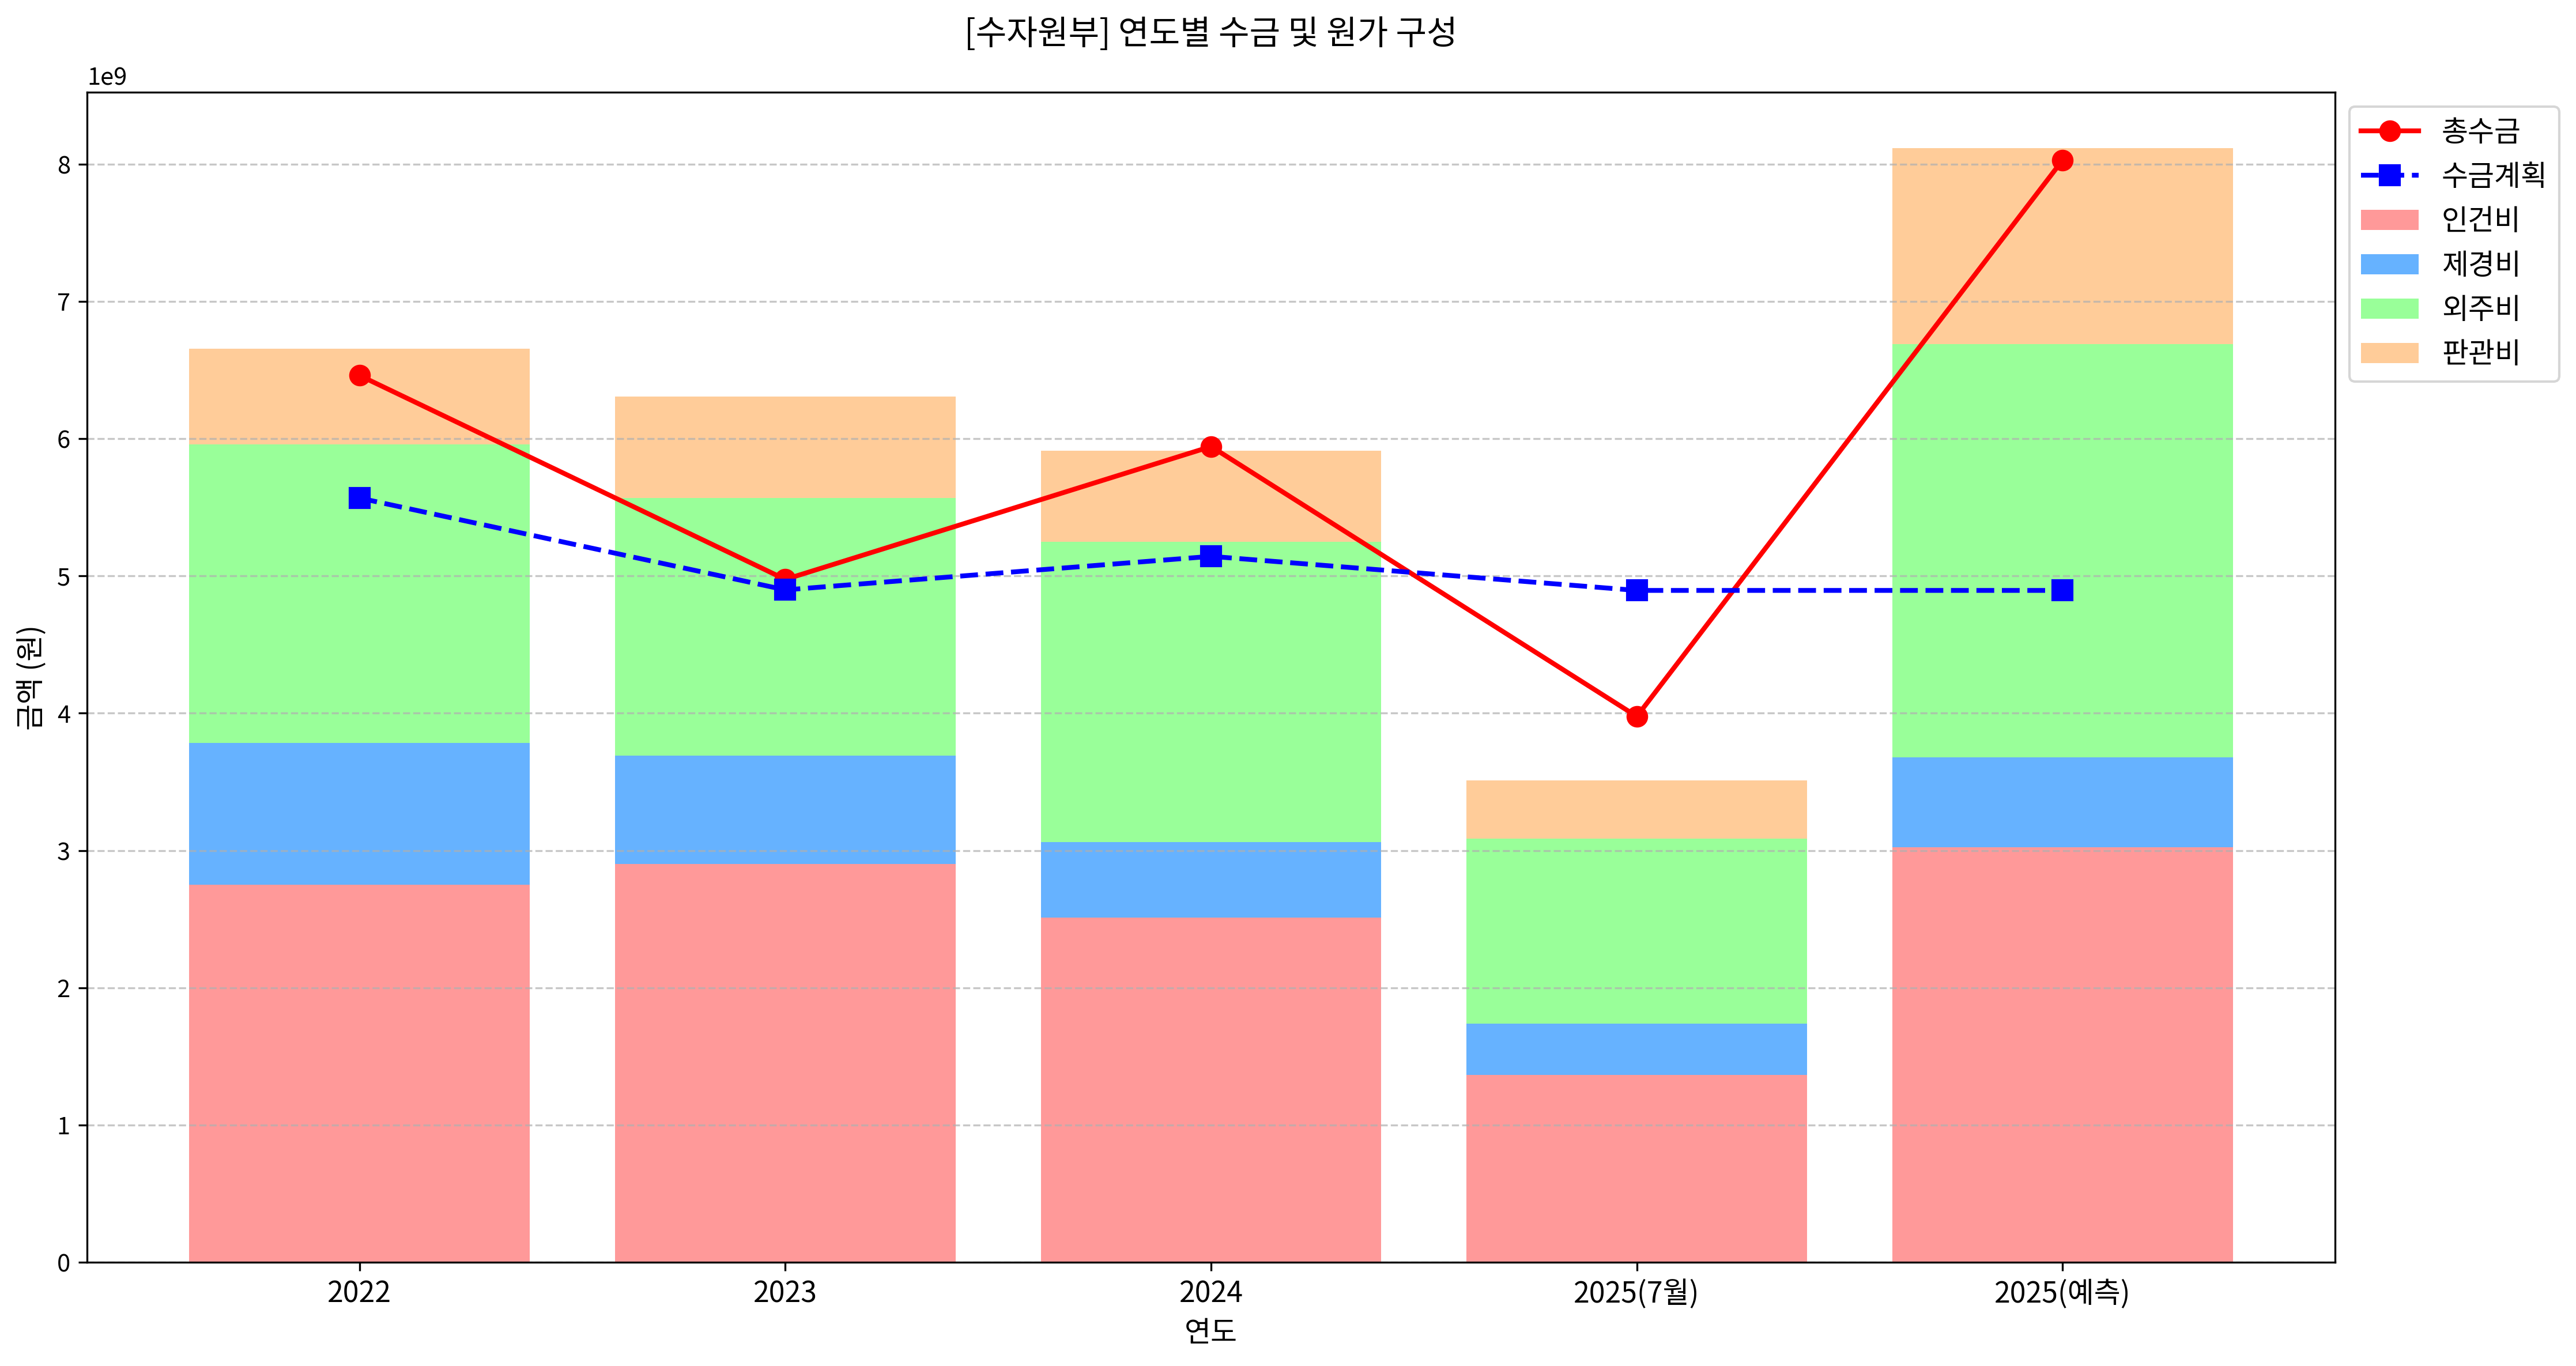 [수자원부] 연도별 수금 및 원가 구성
1e9
8
7
6
5
4
3
2
1
0
금액 (원)
2022
2023
2024
2025(7월)
2025(예측)
연도
총수금
수금계획
인건비
제경비
외주비
판관비